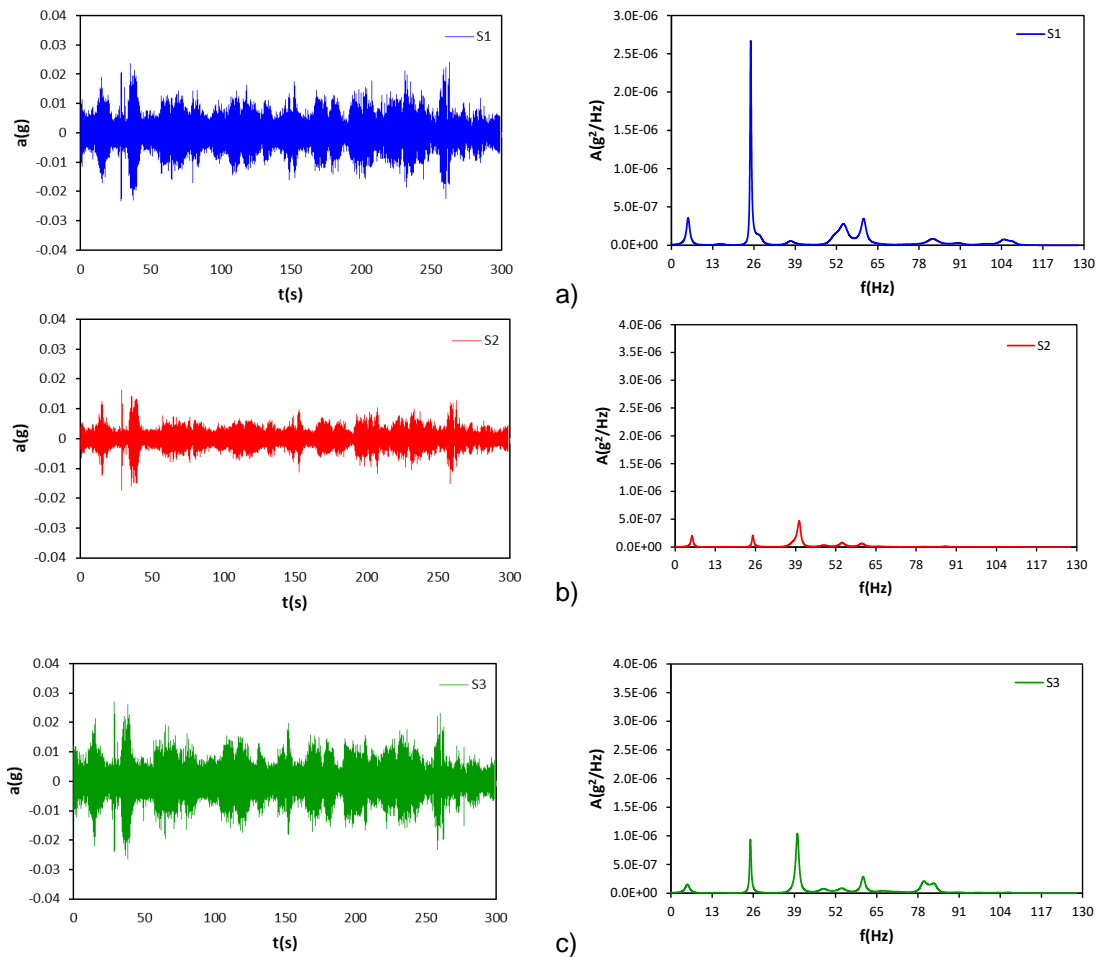 0.04
0.03
0.02
0.01
0
-0.01
-0.02
-0.03
-0.04
a(g)
S1
0 50 100 150 200 250 300
t(s)
3.0E-06
2.5E-06
2.0E-06
1.5E-06
1.0E-06
5.0E-07
0.0E+00
A(g²/Hz)
S1
0 13 26 39 52 65 78 91 104 117 130
f(Hz)
a)
0.04
0.03
0.02
0.01
0
-0.01
-0.02
-0.03
-0.04
a(g)
S2
0 50 100 150 200 250 300
t(s)
4.0E-06
3.5E-06
3.0E-06
2.5E-06
2.0E-06
1.5E-06
1.0E-06
5.0E-07
0.0E+00
A(g²/Hz)
S2
0 13 26 39 52 65 78 91 104 117 130
f(Hz)
b)
0.04
0.03
0.02
0.01
0
-0.01
-0.02
-0.03
-0.04
a(g)
S3
0 50 100 150 200 250 300
t(s)
4.0E-06
3.5E-06
3.0E-06
2.5E-06
2.0E-06
1.5E-06
1.0E-06
5.0E-07
0.0E+00
A(g²/Hz)
S3
0 13 26 39 52 65 78 91 104 117 130
f(Hz)
c)